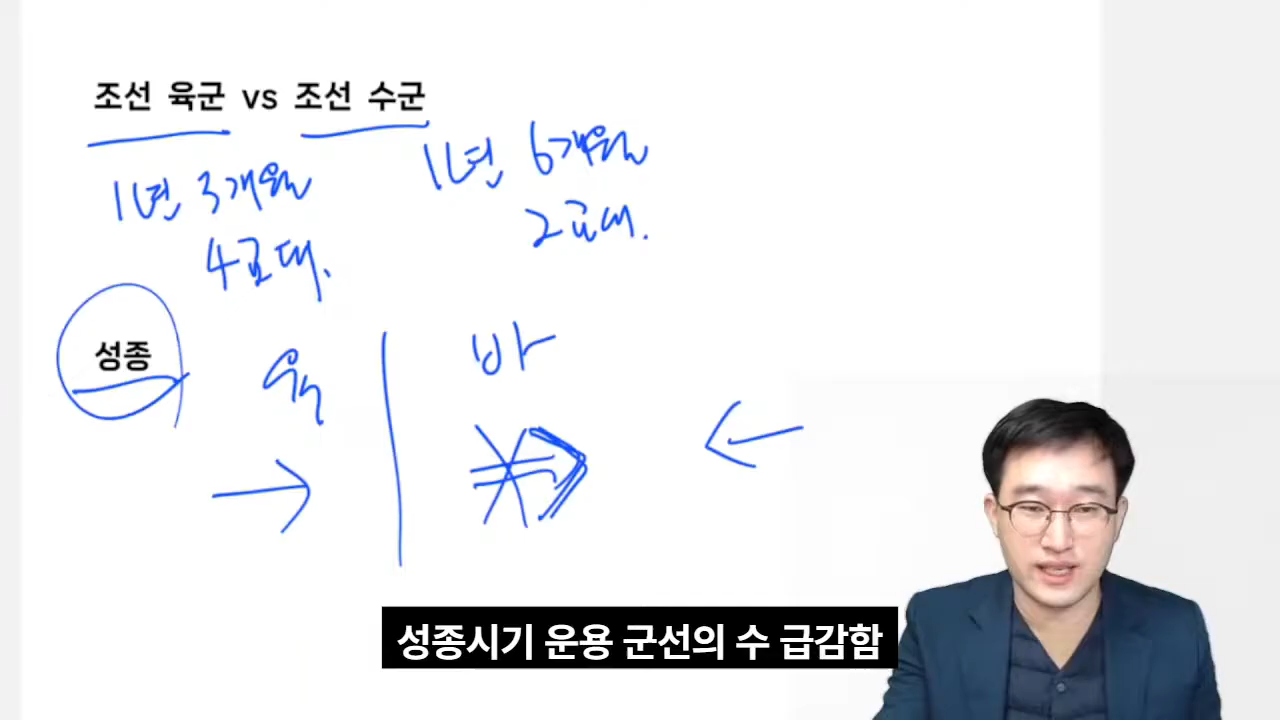 조선 육군 vs 조선 수군
1년 3개월
4교대.
1년 6개월
2교대.
성종
육
바
성종시기 운용 군선의 수 급감함